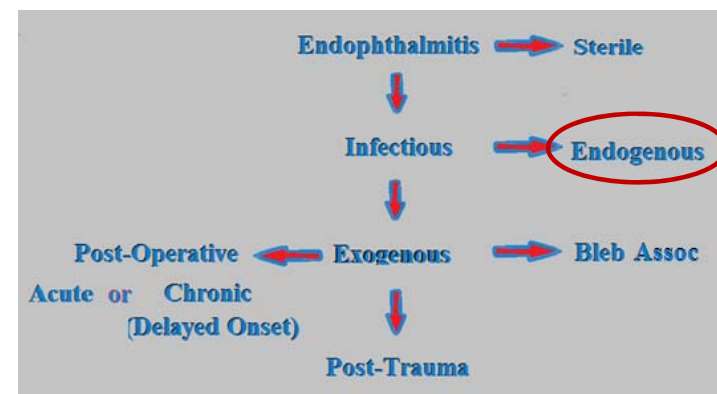 Endophthalmitis Sterile
Infectious Endogenous
Post-Operative Exogenous Bleb Assoc
Acute or Chronic
(Delayed Onset)
Post-Trauma